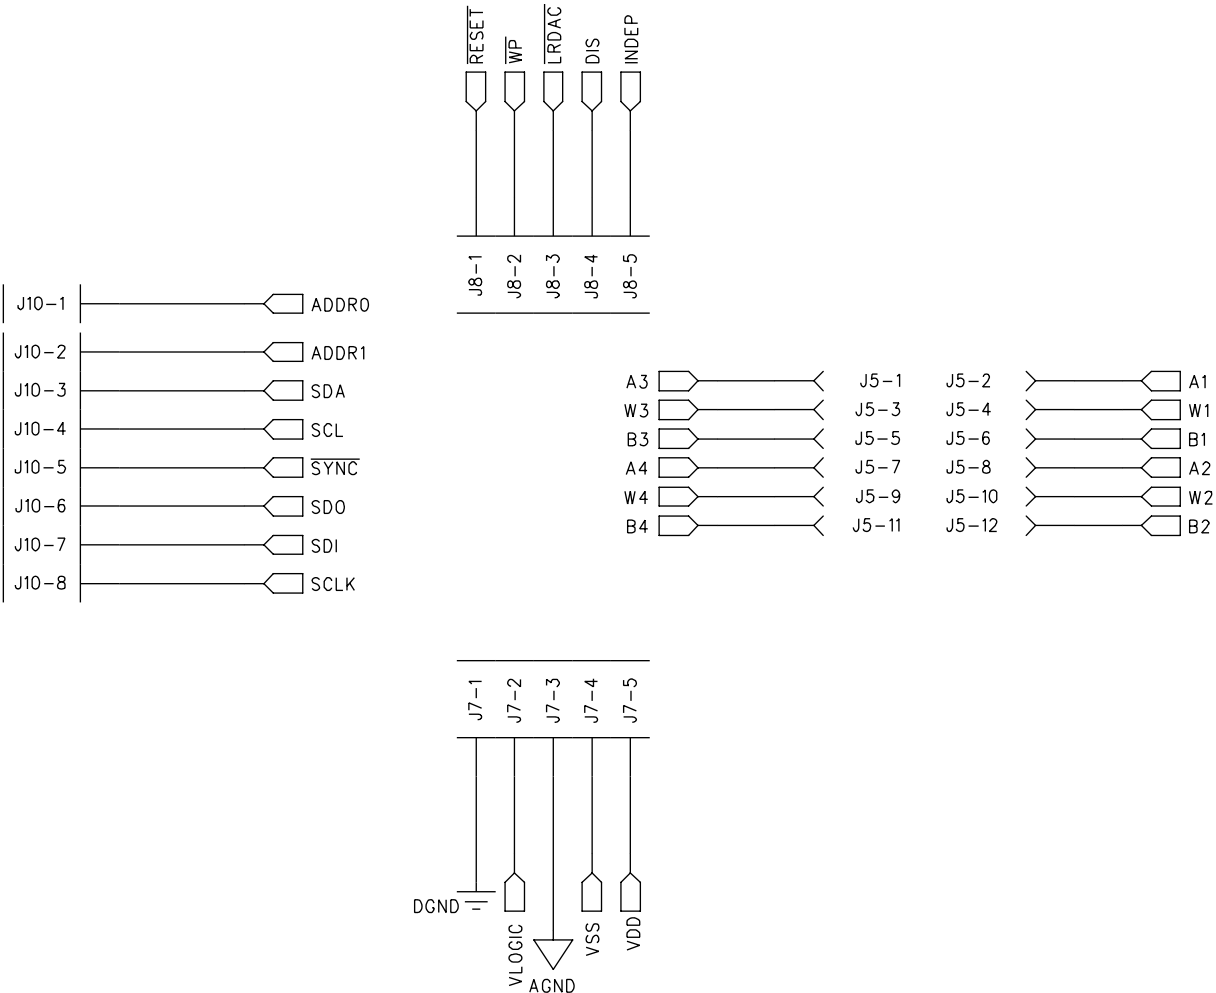 RESET
WP
LRDAC
DIS
INDEP
J8-1
J8-2
J8-3
J8-4
J8-5
J10-1 ADDR0
J10-2 ADDR1
J10-3 SDA
J10-4 SCL
J10-5 SYNC
J10-6 SDO
J10-7 SDI
J10-8 SCLK
A3 J5-1 J5-2 A1
W3 J5-3 J5-4 W1
B3 J5-5 J5-6 B1
A4 J5-7 J5-8 A2
W4 J5-9 J5-10 W2
B4 J5-11 J5-12 B2
J7-1
J7-2
J7-3
J7-4
J7-5
DGND
VLOGIC
AGND
VSS
VDD